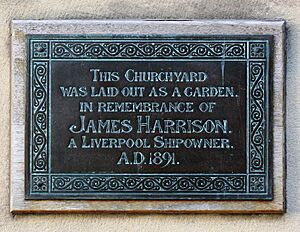 This Churchyard
was laid out as a garden.
in remembrance of
James Harrison.
a Liverpool Shipowner.
A.D. 1891.